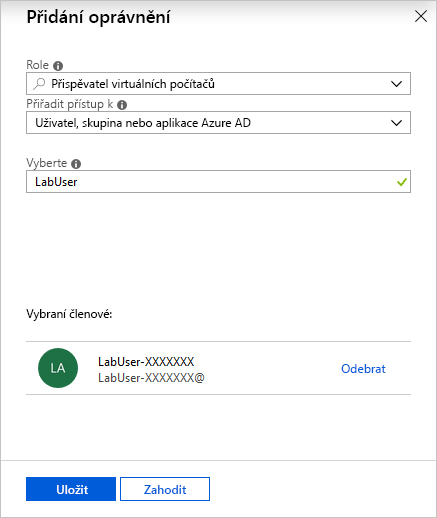 Přidání oprávnění
Role
Přispěvatel virtuálních počítačů
Přiřadit přístup k
Uživatel, skupina nebo aplikace Azure AD
Vyberte
LabUser
Vybraní členové:
LA
LabUser-XXXXXXX
LabUser-XXXXXXX@
Odebrat
Uložit
Zahodit